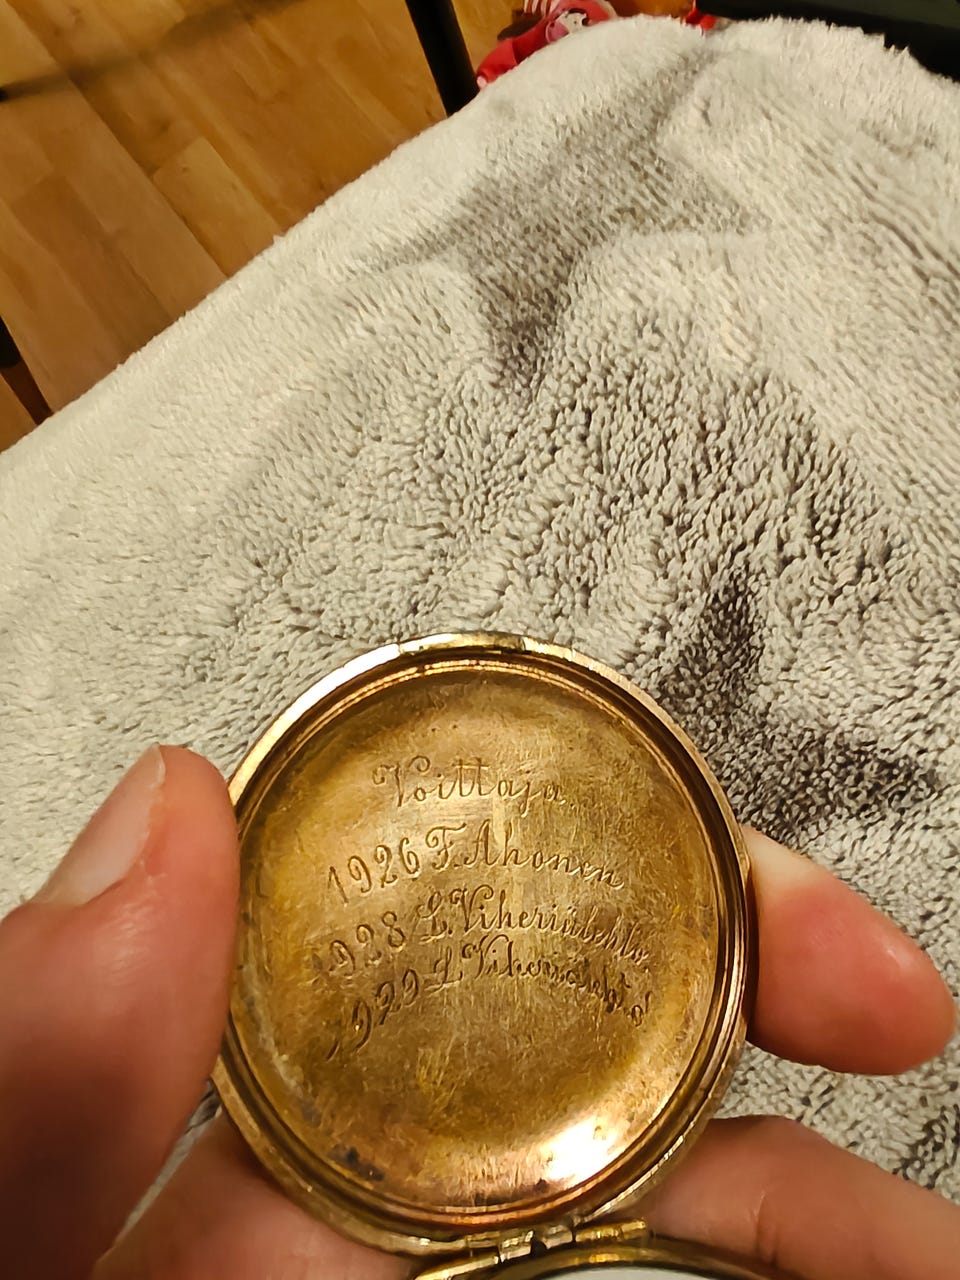 Voittaja
1926 F. Ahonen
1928 L. Viheriälehto
1929 L. Viheriälehto